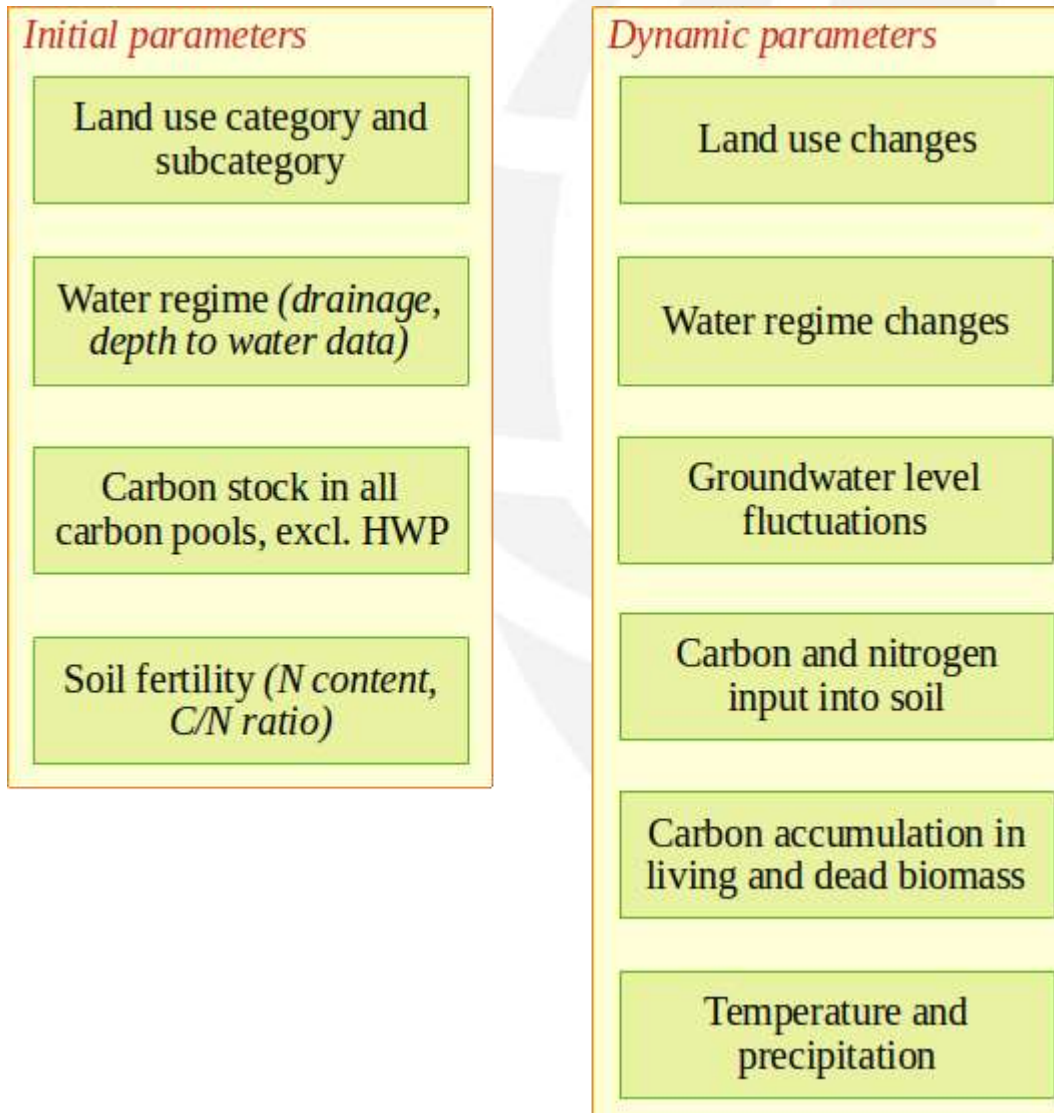 Initial parameters
Land use category and
subcategory
Water regime (drainage,
depth to water data)
Carbon stock in all
carbon pools, excl. HWP
Soil fertility (N content,
C/N ratio)
Dynamic parameters
Land use changes
Water regime changes
Groundwater level
fluctuations
Carbon and nitrogen
input into soil
Carbon accumulation in
living and dead biomass
Temperature and
precipitation